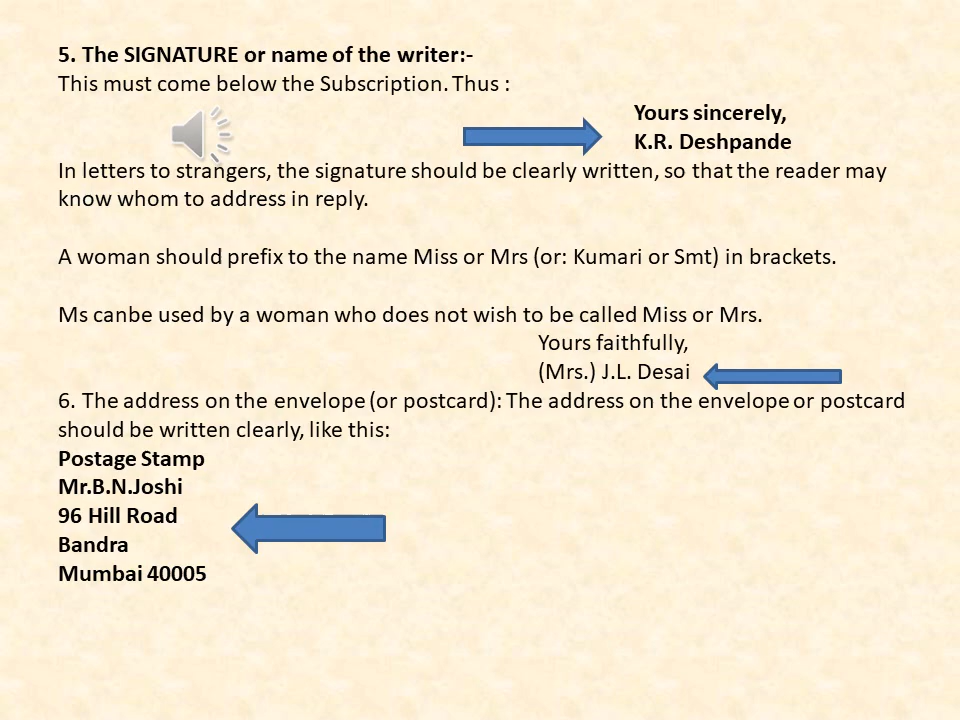 5. The SIGNATURE or name of the writer:-
This must come below the Subscription. Thus :
Yours sincerely,
K.R. Deshpande
In letters to strangers, the signature should be clearly written, so that the reader may
know whom to address in reply.
A woman should prefix to the name Miss or Mrs (or: Kumari or Smt) in brackets.
Ms canbe used by a woman who does not wish to be called Miss or Mrs.
Yours faithfully,
(Mrs.) J.L. Desai
6. The address on the envelope (or postcard): The address on the envelope or postcard
should be written clearly, like this:
Postage Stamp
Mr.B.N.Joshi
96 Hill Road
Bandra
Mumbai 40005